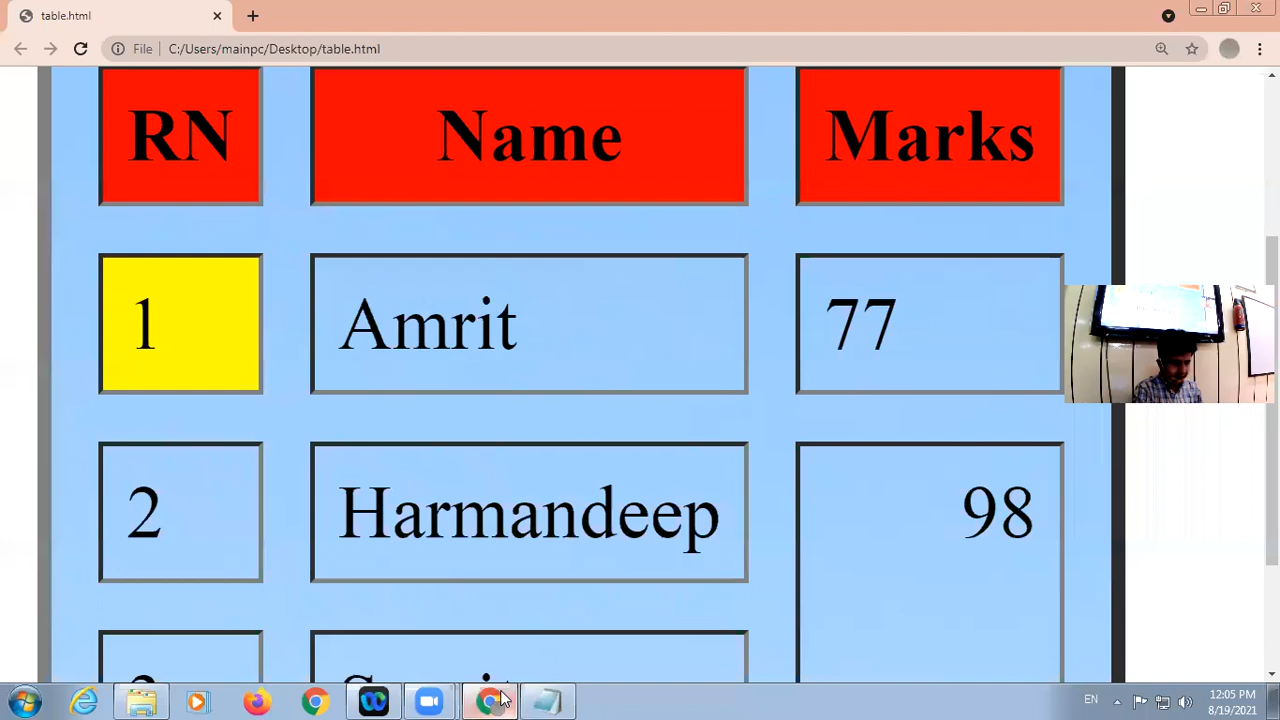 table.html
File C:/Users/mainpc/Desktop/table.html
RN Name Marks
1 Amrit 77
2 Harmandeep 98
EN 12:05 PM
8/19/2021